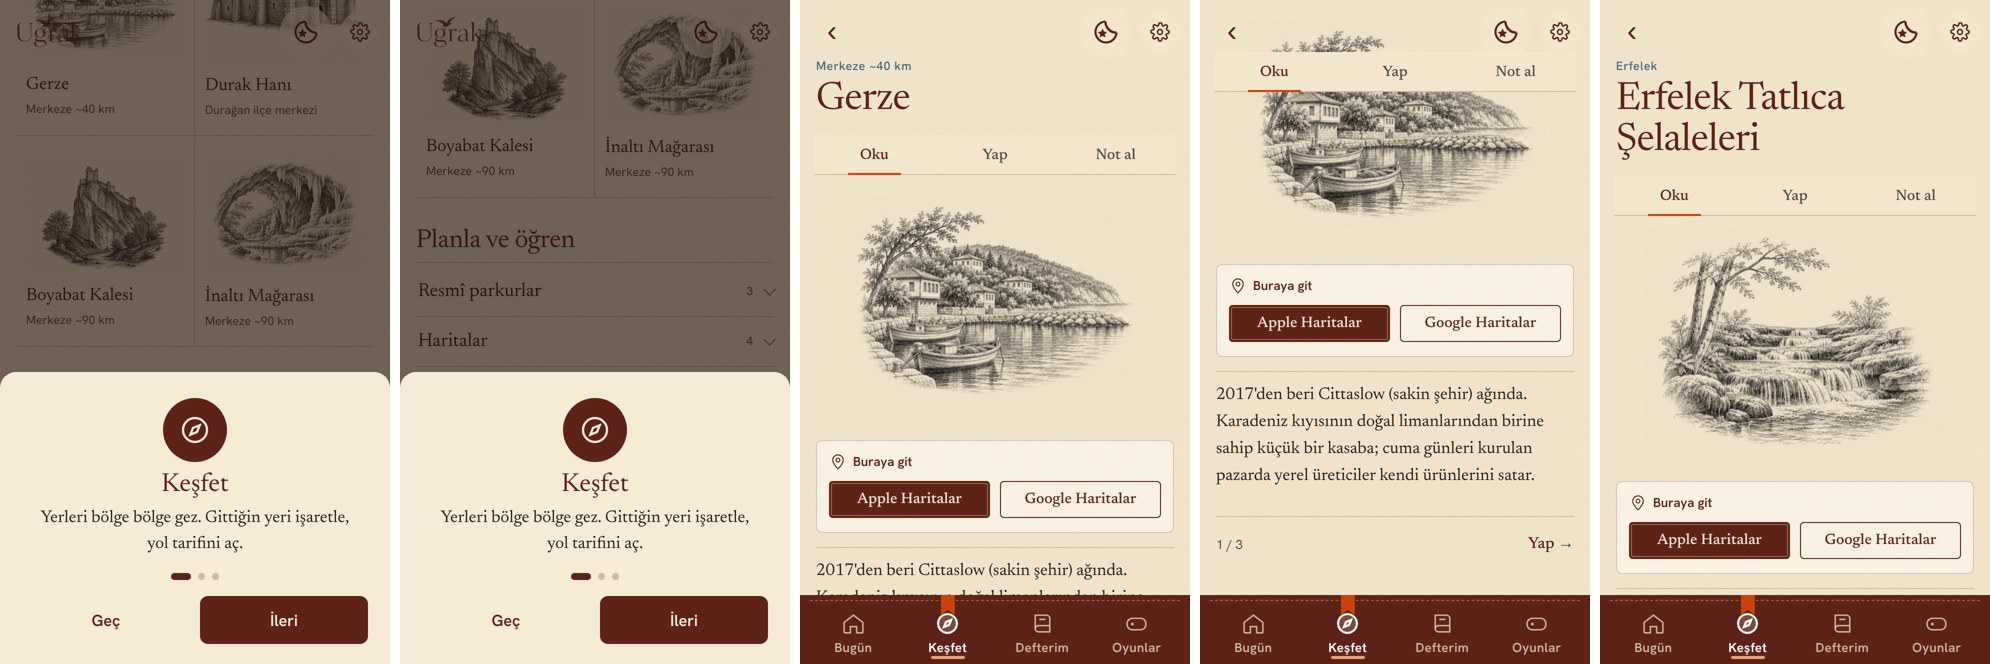 Uğrak
Gerze
Merkeze ~40 km
Durak Hanı
Durağan ilçe merkezi
Boyabat Kalesi
Merkeze ~90 km
İnaltı Mağarası
Merkeze ~90 km
Keşfet
Yerleri bölge bölge gez. Gittiğin yeri işaretle,
yol tarifini aç.
Geç
İleri
Uğrak
Boyabat Kalesi
Merkeze ~90 km
İnaltı Mağarası
Merkeze ~90 km
Planla ve öğren
Resmî parkurlar
3
Haritalar
4
Keşfet
Yerleri bölge bölge gez. Gittiğin yeri işaretle,
yol tarifini aç.
Geç
İleri
Merkeze ~40 km
Gerze
Oku
Yap
Not al
Buraya git
Apple Haritalar
Google Haritalar
2017'den beri Cittaslow (sakin şehir) ağında.
Karadeniz kıyısının doğal limanlarından birine
Bugün
Keşfet
Defterim
Oyunlar
Oku
Yap
Not al
Buraya git
Apple Haritalar
Google Haritalar
2017'den beri Cittaslow (sakin şehir) ağında.
Karadeniz kıyısının doğal limanlarından birine
sahip küçük bir kasaba; cuma günleri kurulan
pazarda yerel üreticiler kendi ürünlerini satar.
1 / 3
Yap →
Bugün
Keşfet
Defterim
Oyunlar
Erfelek
Erfelek Tatlıca
Şelaleleri
Oku
Yap
Not al
Buraya git
Apple Haritalar
Google Haritalar
Bugün
Keşfet
Defterim
Oyunlar